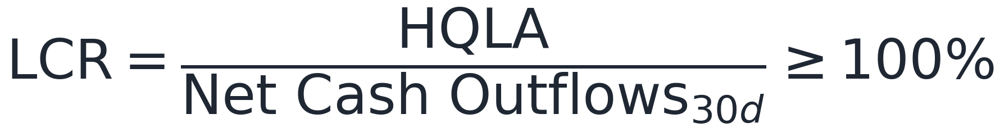 LCR = HQLA / Net Cash Outflows₃₀d ≥ 100%